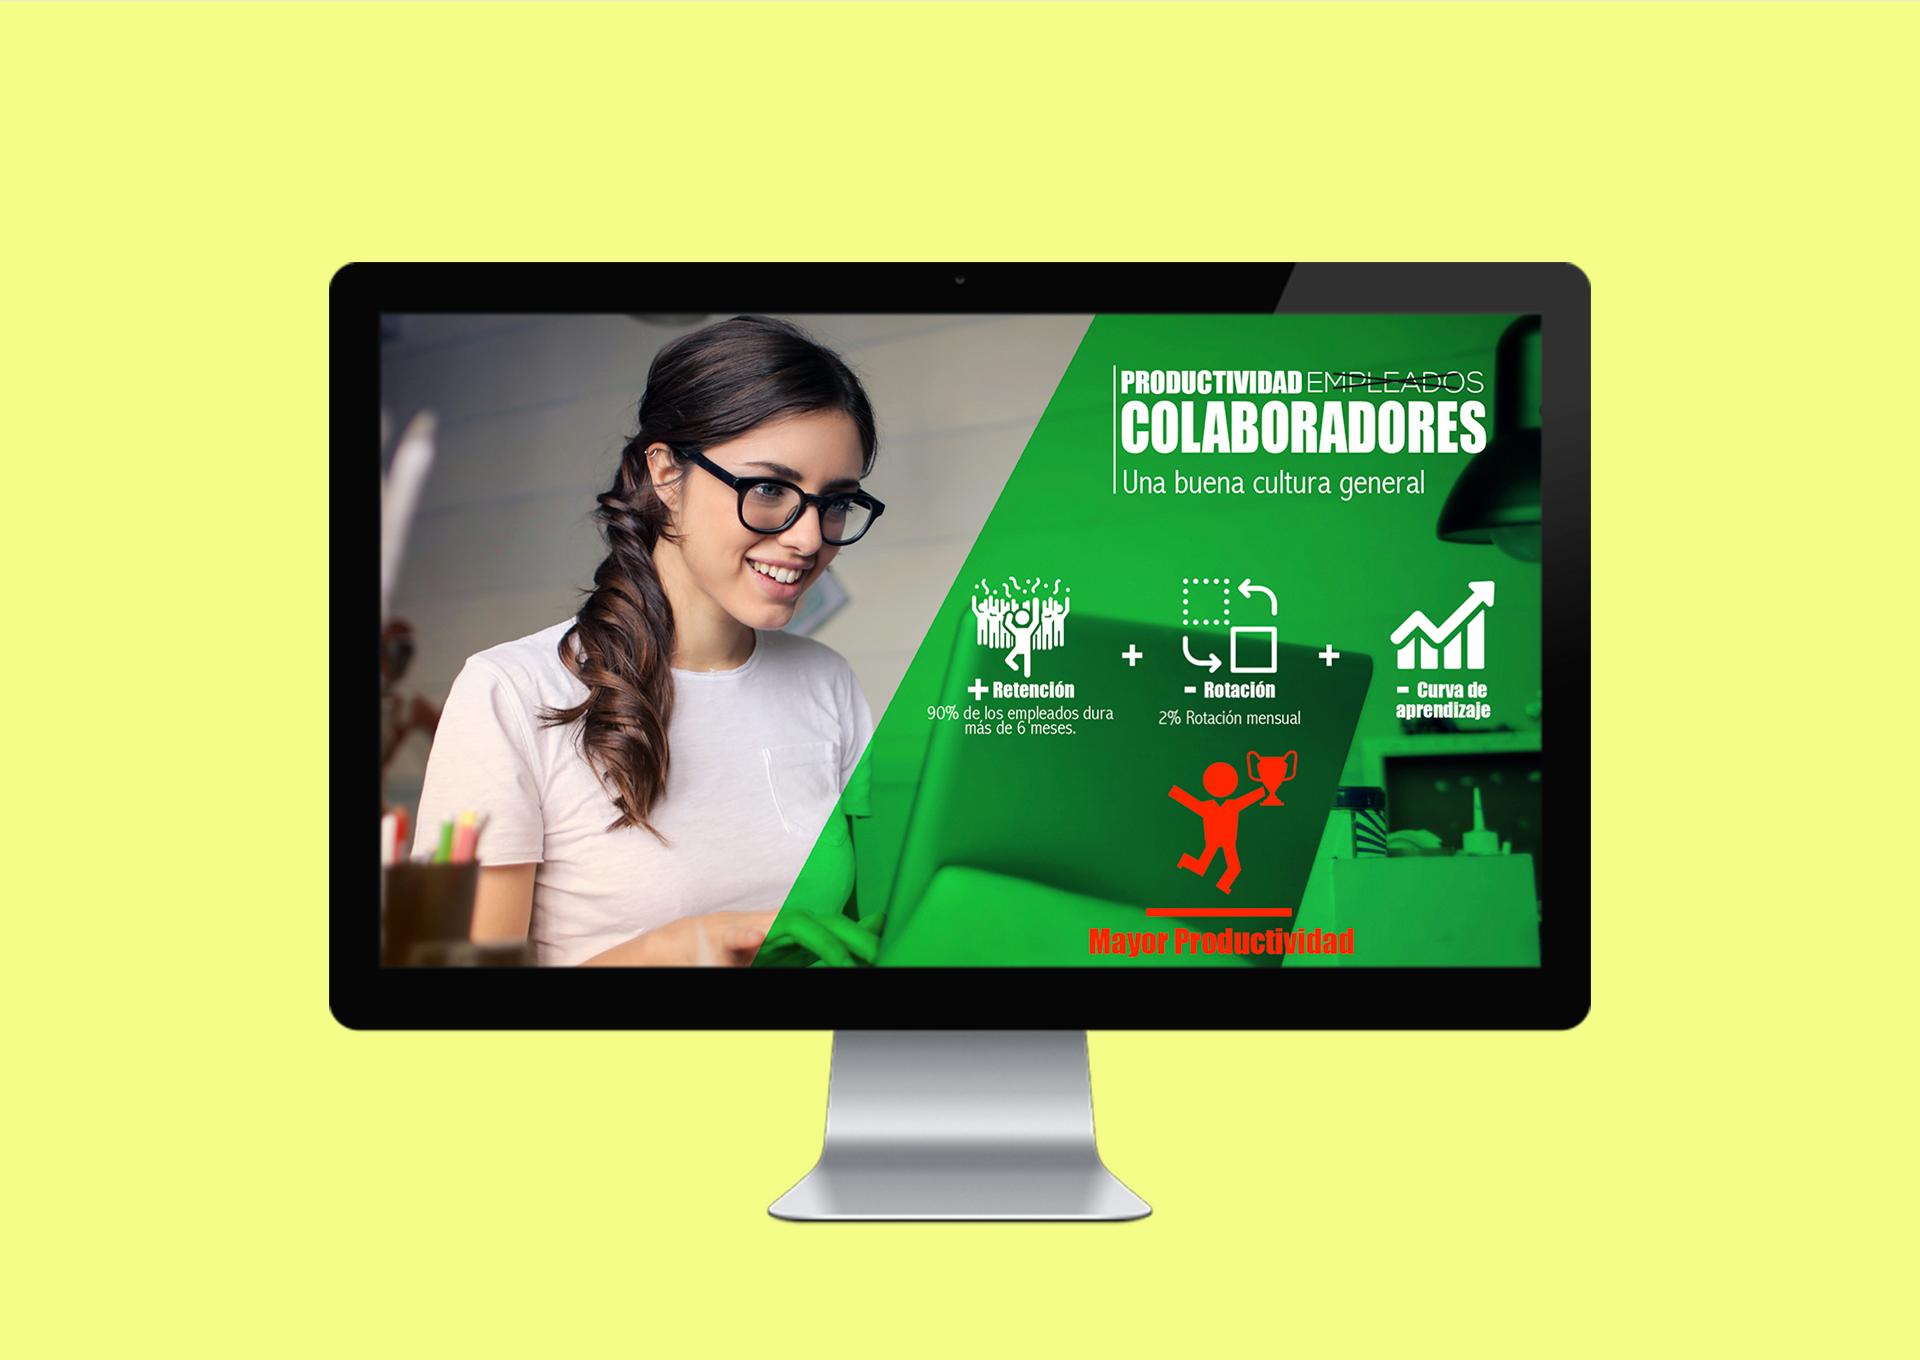 PRODUCTIVIDAD EMPLEADOS
COLABORADORES
Una buena cultura general
+ Retención
90% de los empleados dura
más de 6 meses.
+
- Rotación
2% Rotación mensual
+
- Curva de
aprendizaje
Mayor Productividad